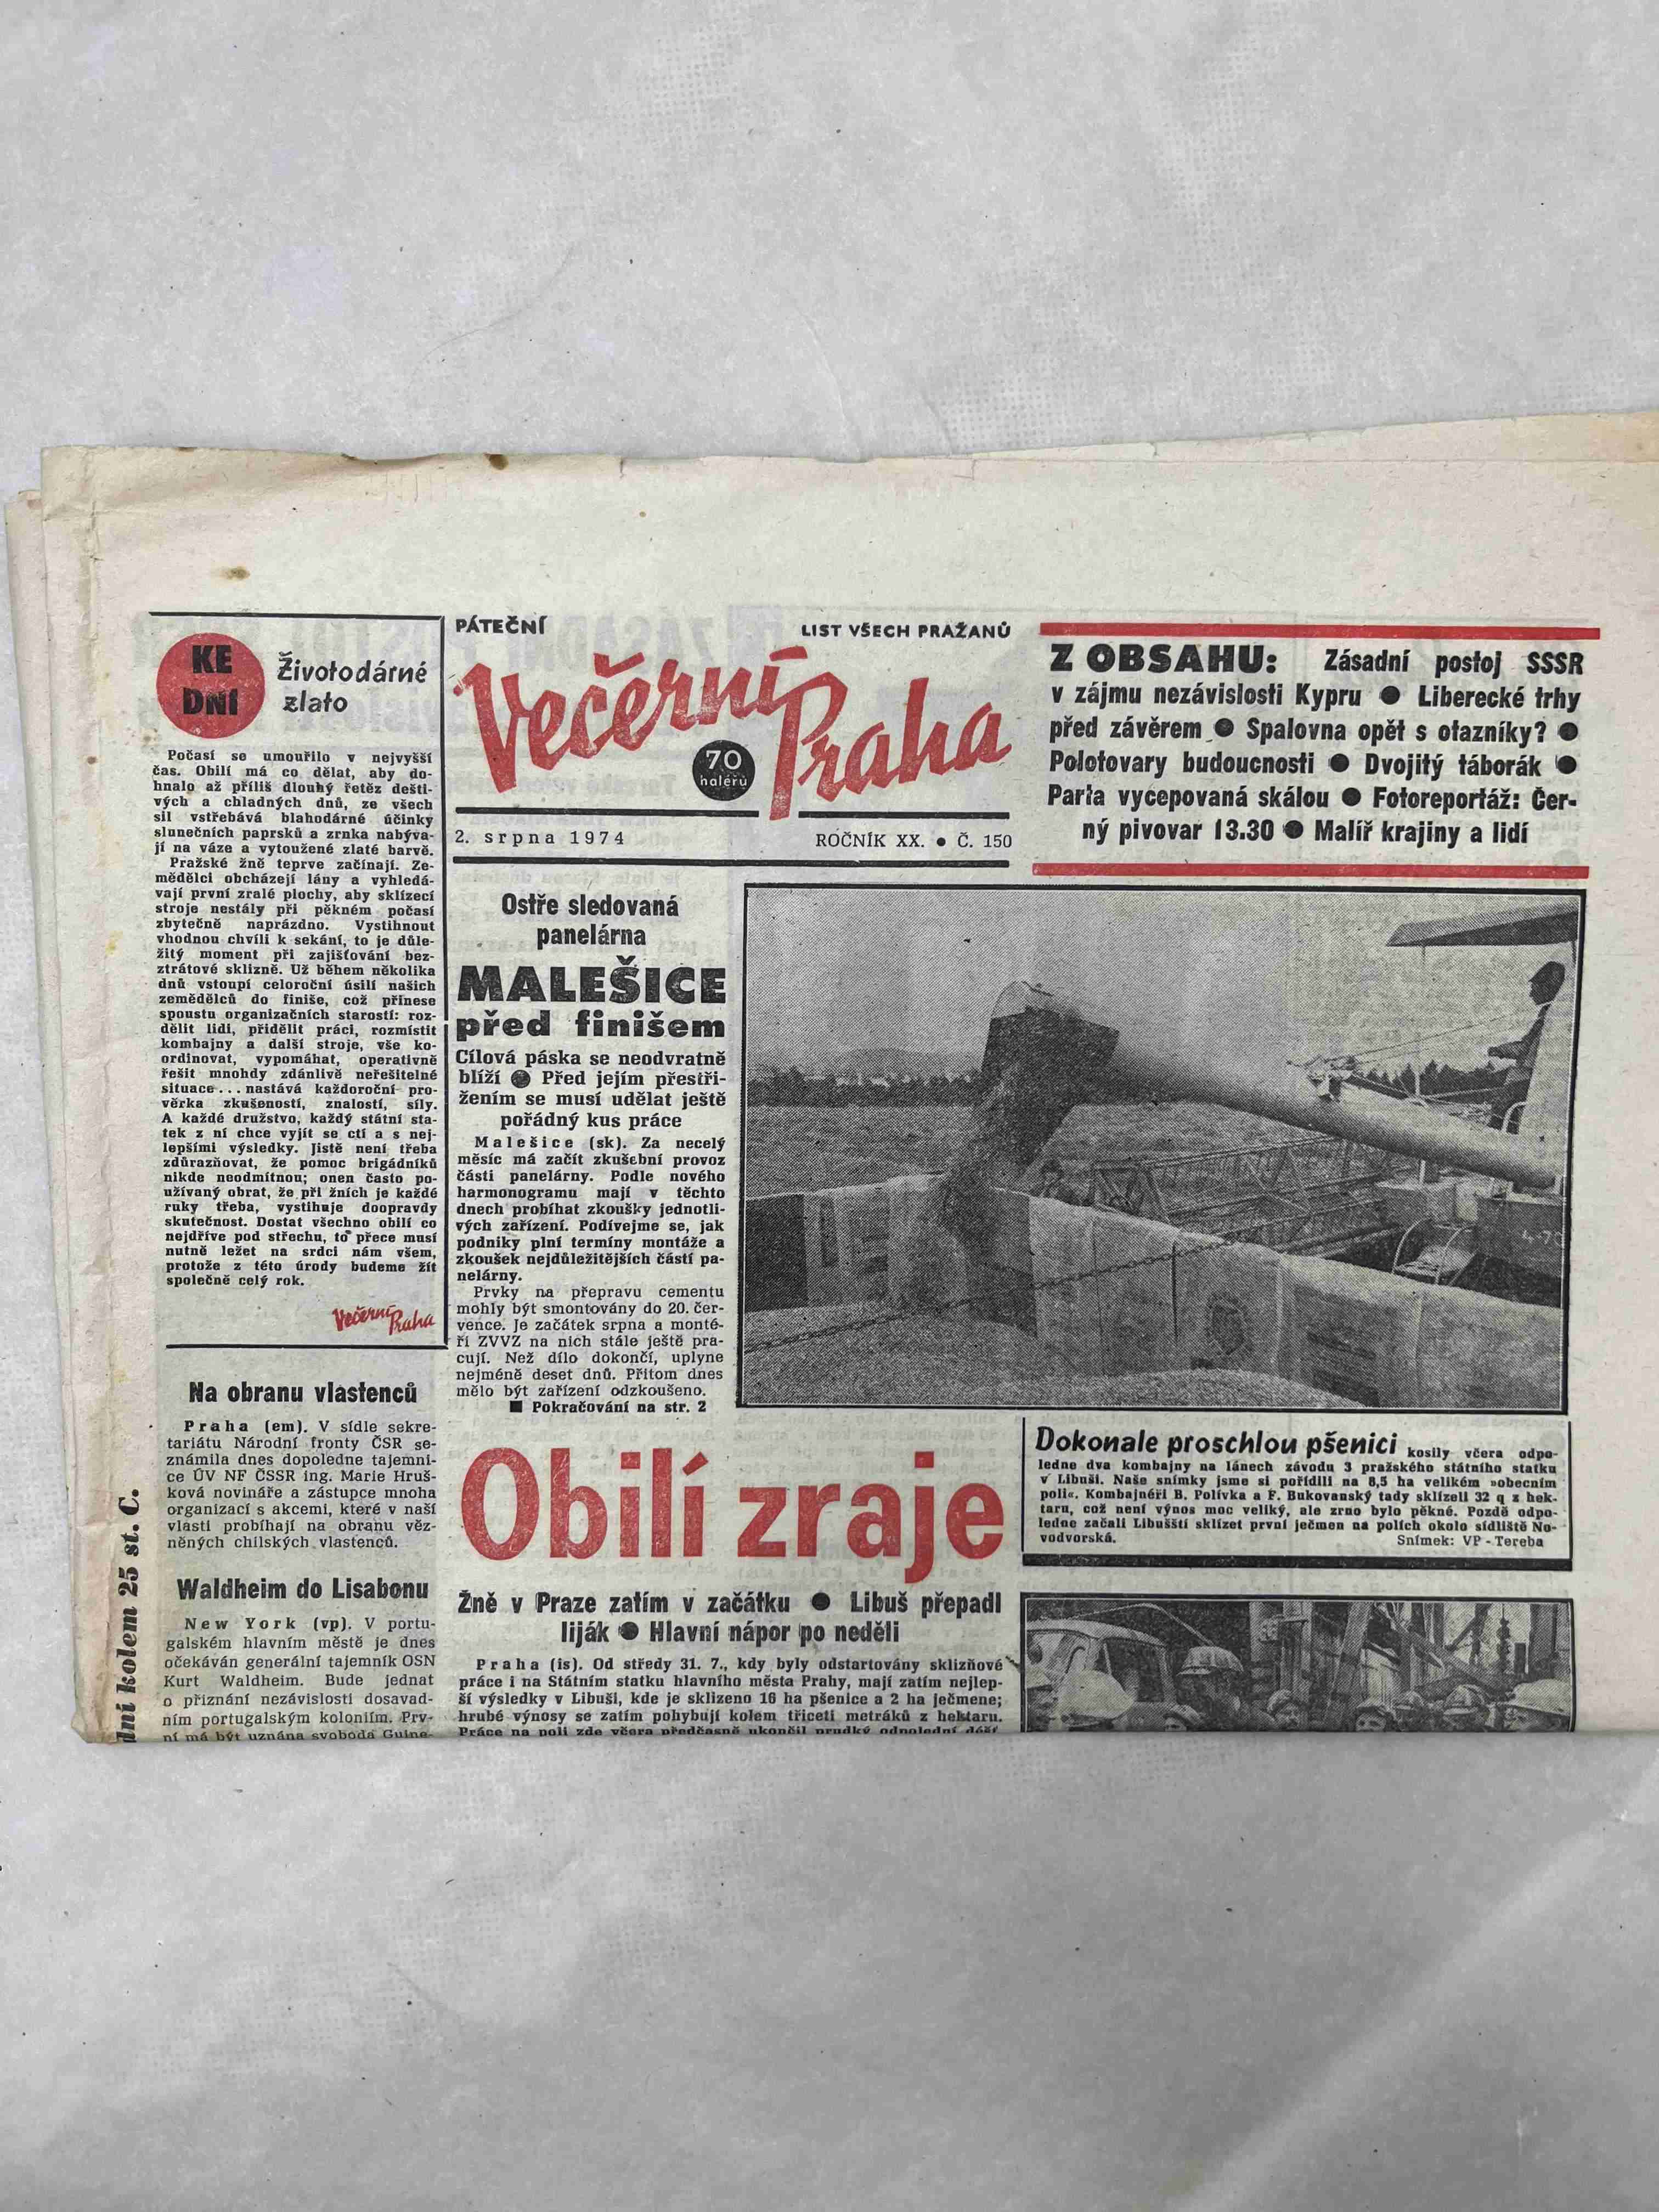 KE
DNI
Životodárné
zlato
Počasí se umouřilo v nejvyšší
čas. Obilí má co dělat, aby do-
hnalo až příliš dlouhý řetěz dešti-
vých a chladných dnů, ze všech
sil vstřebává blahodárné účinky
slunečních paprsků a zrnka nabýva-
jí na váze a vytoužené zlaté barvě.
Pražské žně teprve začínají. Ze-
mědělci obcházejí lány a vyhledá-
vají první zralé plochy, aby sklízecí
stroje nestály při pěkném počasí
zbytečně naprázdno. Vystihnout
vhodnou chvíli k sekání, to je důle-
žitý moment při zajišťování bez-
ztrátové sklizně. Už během několika
dnů vstoupí celoroční úsilí našich
zemědělců do finiše, což přinese
spoustu organizačních starostí: roz-
dělit lidi, přidělit práci, rozmístit
kombajny a další stroje, vše ko-
ordinovat, vypomáhat, operativně
řešit mnohdy zdánlivě neřešitelné
situace... nastává každoroční pro-
věrka zkušeností, znalostí, síly.
A každé družstvo, každý státní sta-
tek z ní chce vyjít se ctí a s nej-
lepšími výsledky. Jistě není třeba
zdůrazňovat, že pomoc brigádníků
nikde neodmítnou; onen často po-
užívaný obrat, že při žních je každé
ruky třeba, vystihuje doopravdy
skutečnost. Dostat všechno obilí co
nejdříve pod střechu, to přece musí
nutně ležet na srdci nám všem,
protože z této úrody budeme žít
společně celý rok.
Večerní Praha
Na obranu vlastenců
Praha (em). V sídle sekre-
tariátu Národní fronty ČSR se-
známila dnes dopoledne tajemni-
ce ÚV NF ČSSR ing. Marie Hruš-
ková novináře a zástupce mnoha
organizací s akcemi, které v naší
vlasti probíhají na obranu věz-
něných chilských vlastenců.
Waldheim do Lisabonu
New York (vp). V portu-
galském hlavním městě je dnes
očekáván generální tajemník OSN
Kurt Waldheim. Bude jednat
o přiznání nezávislosti dosavad-
ním portugalským koloniím. Prv-
ní má být uznána svoboda Guine-
dní kolem 25 st. C.
PÁTEČNÍ
LIST VŠECH PRAŽANŮ
Večerní Praha
70
haléřů
2. srpna 1974
ROČNÍK XX. ● Č. 150
Z OBSAHU: Zásadní postoj SSSR
v zájmu nezávislosti Kypru ● Liberecké trhy
před závěrem ● Spalovna opět s otazníky? ●
Polotovary budoucnosti ● Dvojitý táborák ●
Parta vycepovaná skálou ● Fotoreportáž: Čer-
ný pivovar 13.30 ● Malíř krajiny a lidí
Ostře sledovaná
panelárna
MALEŠICE
před finišem
Cílová páska se neodvratně
blíží ● Před jejím přestři-
žením se musí udělat ještě
pořádný kus práce
Malešice (sk). Za necelý
měsíc má začít zkušební provoz
části panelárny. Podle nového
harmonogramu mají v těchto
dnech probíhat zkoušky jednotli-
vých zařízení. Podívejme se, jak
podniky plní termíny montáže a
zkoušek nejdůležitějších částí pa-
nelárny.
Prvky na přepravu cementu
mohly být smontovány do 20. čer-
vence. Je začátek srpna a monté-
ři ZVVZ na nich stále ještě pra-
cují. Než dílo dokončí, uplyne
nejméně deset dnů. Přitom dnes
mělo být zařízení odzkoušeno.
■ Pokračování na str. 2
4-70
Dokonale proschlou pšenici kosily včera odpo-
ledne dva kombajny na lánech závodu 3 pražského státního statku
v Libuši. Naše snímky jsme si pořídili na 8,5 ha velikém »obecním
poli«. Kombajnéři B. Polívka a F. Bukovanský tady sklízeli 32 q z hek-
taru, což není výnos moc veliký, ale zrno bylo pěkné. Pozdě odpo-
ledne začali Libušští sklízet první ječmen na polích okolo sídliště No-
vodvorská.
Snímek: VP - Tereba
Obilí zraje
Žně v Praze zatím v začátku ● Libuš přepadl
liják ● Hlavní nápor po neděli
Praha (is). Od středy 31. 7., kdy byly odstartovány sklizňové
práce i na Státním statku hlavního města Prahy, mají zatím nejlep-
ší výsledky v Libuši, kde je sklizeno 16 ha pšenice a 2 ha ječmene;
hrubé výnosy se zatím pohybují kolem třiceti metráků z hektaru.
Práce na poli zde včera předčasně ukončil prudký odpolední déšť.